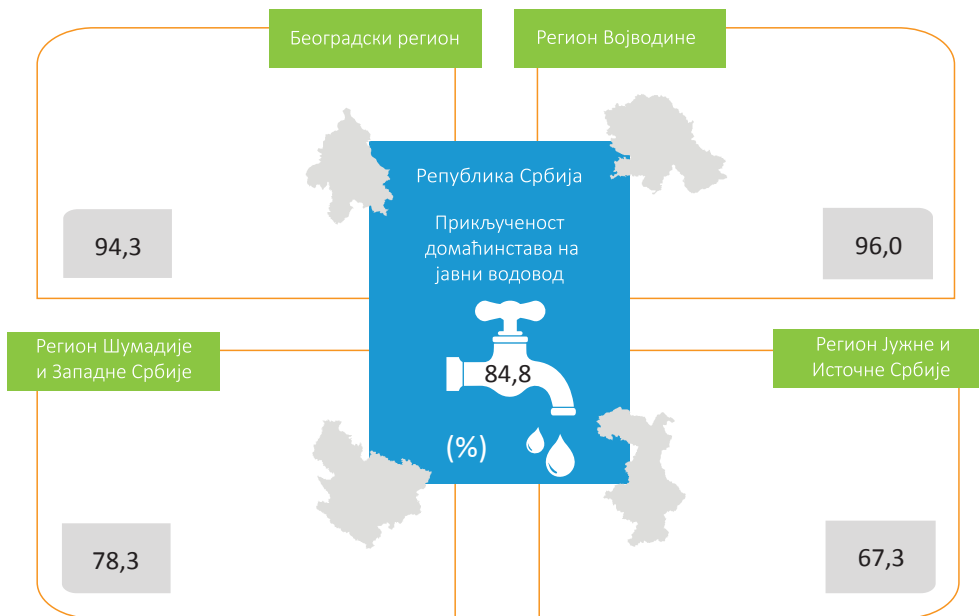 Београдски регион
Регион Војводине
Република Србија
Прикљученост
домаћинстава на
јавни водовод
94,3
96,0
Регион Шумадије
и Западне Србије
Регион Јужне и
Источне Србије
84,8
(%)
78,3
67,3